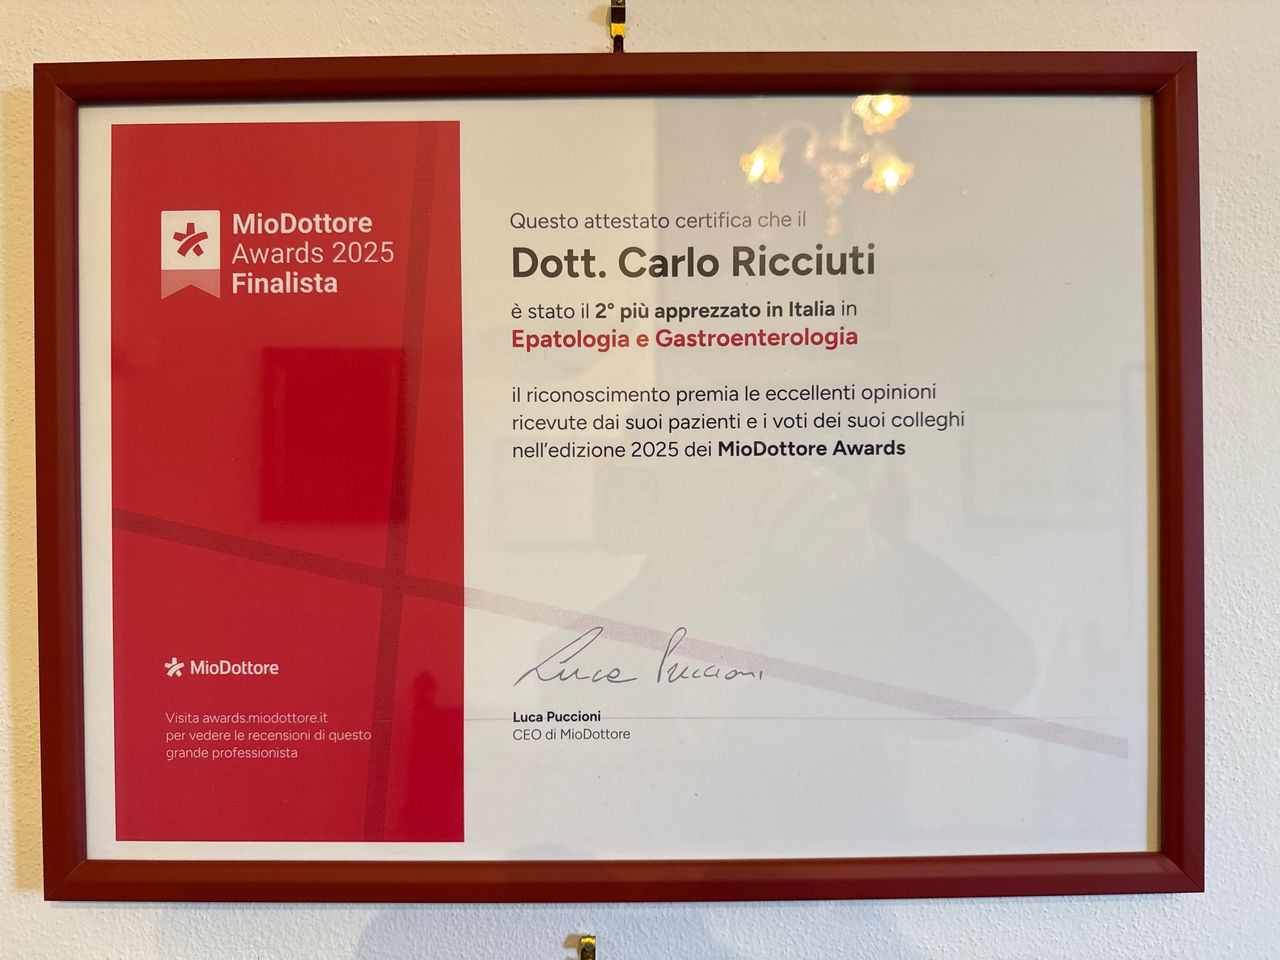 MioDottore
Awards 2025
Finalista
Questo attestato certifica che il
Dott. Carlo Ricciuti
è stato il 2° più apprezzato in Italia in
Epatologia e Gastroenterologia
il riconoscimento premia le eccellenti opinioni
ricevute dai suoi pazienti e i voti dei suoi colleghi
nell'edizione 2025 dei MioDottore Awards
Luca Puccioni
Luca Puccioni
CEO di MioDottore
MioDottore
Visita awards.miodottore.it
per vedere le recensioni di questo
grande professionista